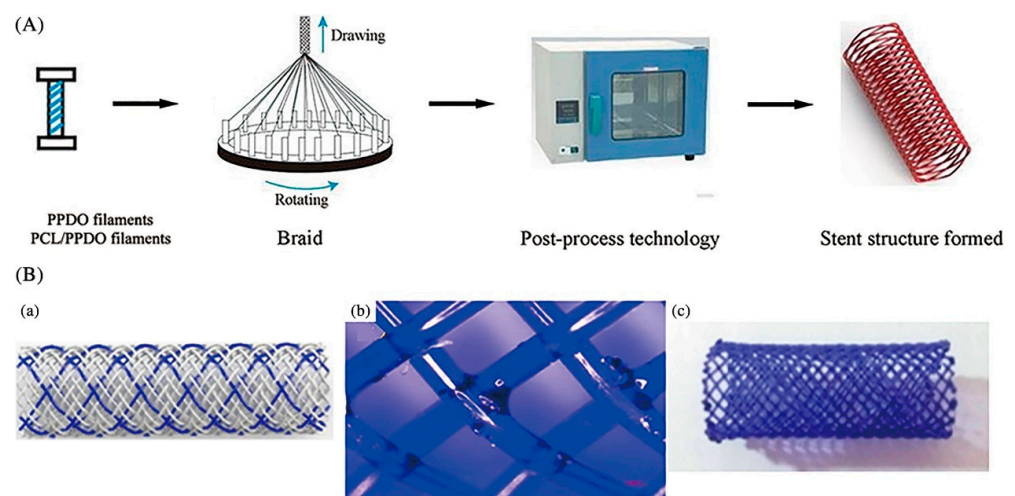 (A)
Drawing
Rotating
PPDO filaments
PCL/PPDO filaments
Braid
Post-process technology
Stent structure formed
(B)
(a)
(b)
(c)